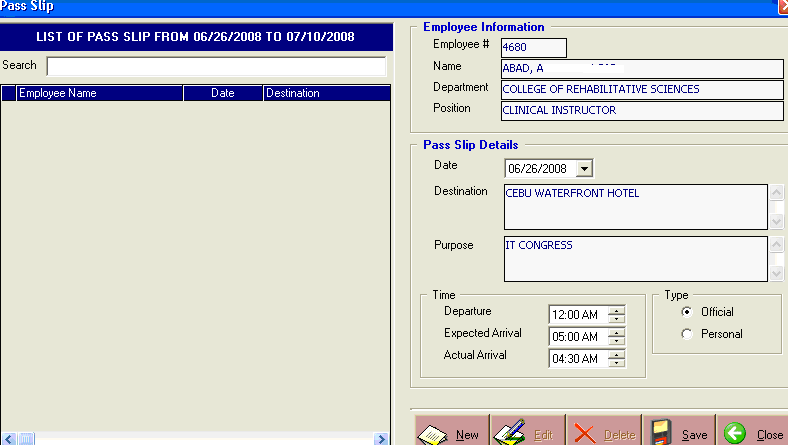 Pass Slip
LIST OF PASS SLIP FROM 06/26/2008 TO 07/10/2008
Search
Employee Name Date Destination
Employee Information
Employee # 4680
Name ABAD, A
Department COLLEGE OF REHABILITATIVE SCIENCES
Position CLINICAL INSTRUCTOR
Pass Slip Details
Date 06/26/2008
Destination CEBU WATERFRONT HOTEL
Purpose IT CONGRESS
Time
Departure 12:00 AM
Expected Arrival 05:00 AM
Actual Arrival 04:30 AM
Type
Official
Personal
New Edit Delete Save Close